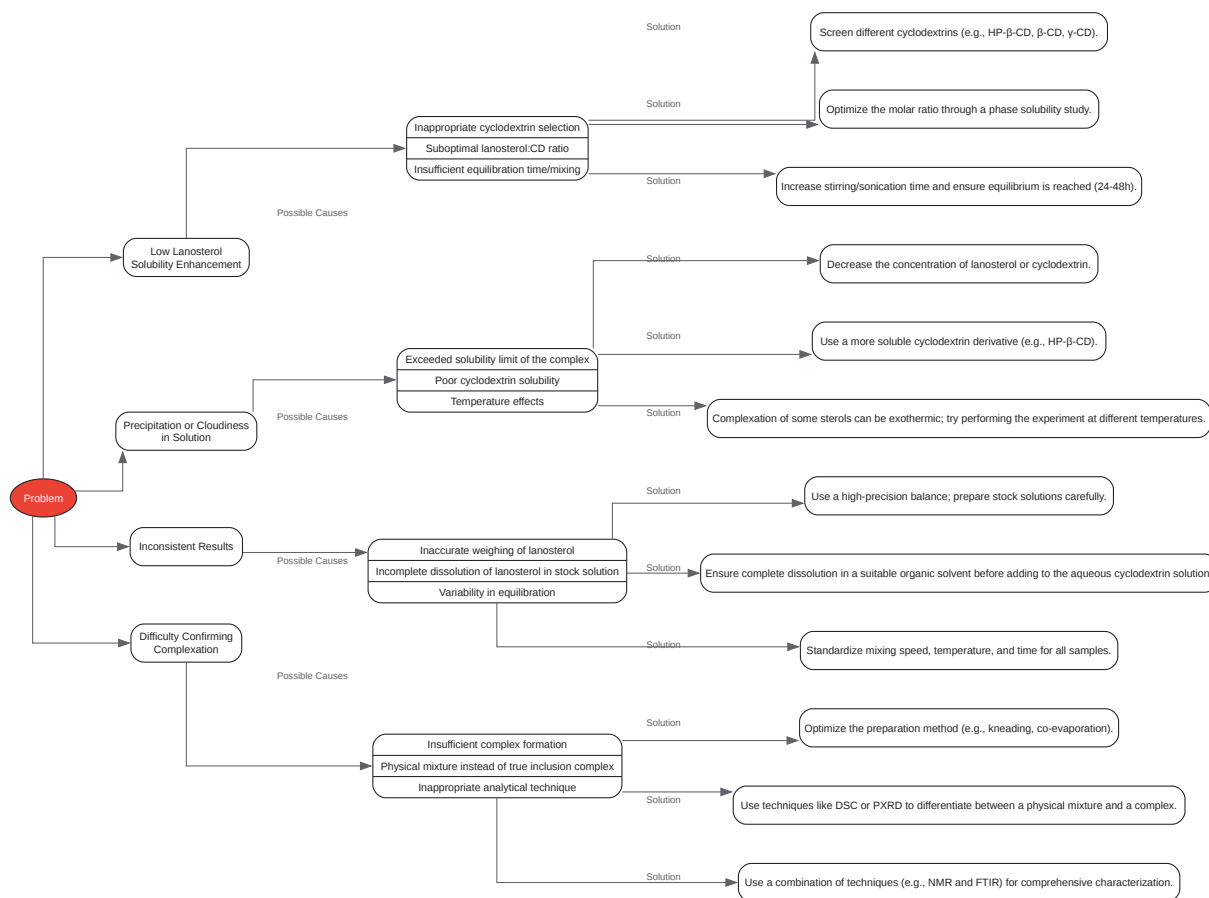 Solution
Screen different cyclodextrins (e.g., HP-β-CD, β-CD, γ-CD).
Solution
Optimize the molar ratio through a phase solubility study.
Inappropriate cyclodextrin selection
Suboptimal lanosterol:CD ratio
Insufficient equilibration time/mixing
Solution
Increase stirring/sonication time and ensure equilibrium is reached (24-48h).
Possible Causes
Low Lanosterol
Solubility Enhancement
Solution
Decrease the concentration of lanosterol or cyclodextrin.
Solution
Use a more soluble cyclodextrin derivative (e.g., HP-β-CD).
Exceeded solubility limit of the complex
Poor cyclodextrin solubility
Temperature effects
Solution
Complexation of some sterols can be exothermic; try performing the experiment at different temperatures.
Possible Causes
Precipitation or Cloudiness
in Solution
Problem
Solution
Use a high-precision balance; prepare stock solutions carefully.
Inconsistent Results
Possible Causes
Inaccurate weighing of lanosterol
Incomplete dissolution of lanosterol in stock solution
Variability in equilibration
Solution
Ensure complete dissolution in a suitable organic solvent before adding to the aqueous cyclodextrin solution
Solution
Standardize mixing speed, temperature, and time for all samples.
Difficulty Confirming
Complexation
Possible Causes
Solution
Optimize the preparation method (e.g., kneading, co-evaporation).
Insufficient complex formation
Physical mixture instead of true inclusion complex
Inappropriate analytical technique
Solution
Use techniques like DSC or PXRD to differentiate between a physical mixture and a complex.
Solution
Use a combination of techniques (e.g., NMR and FTIR) for comprehensive characterization.